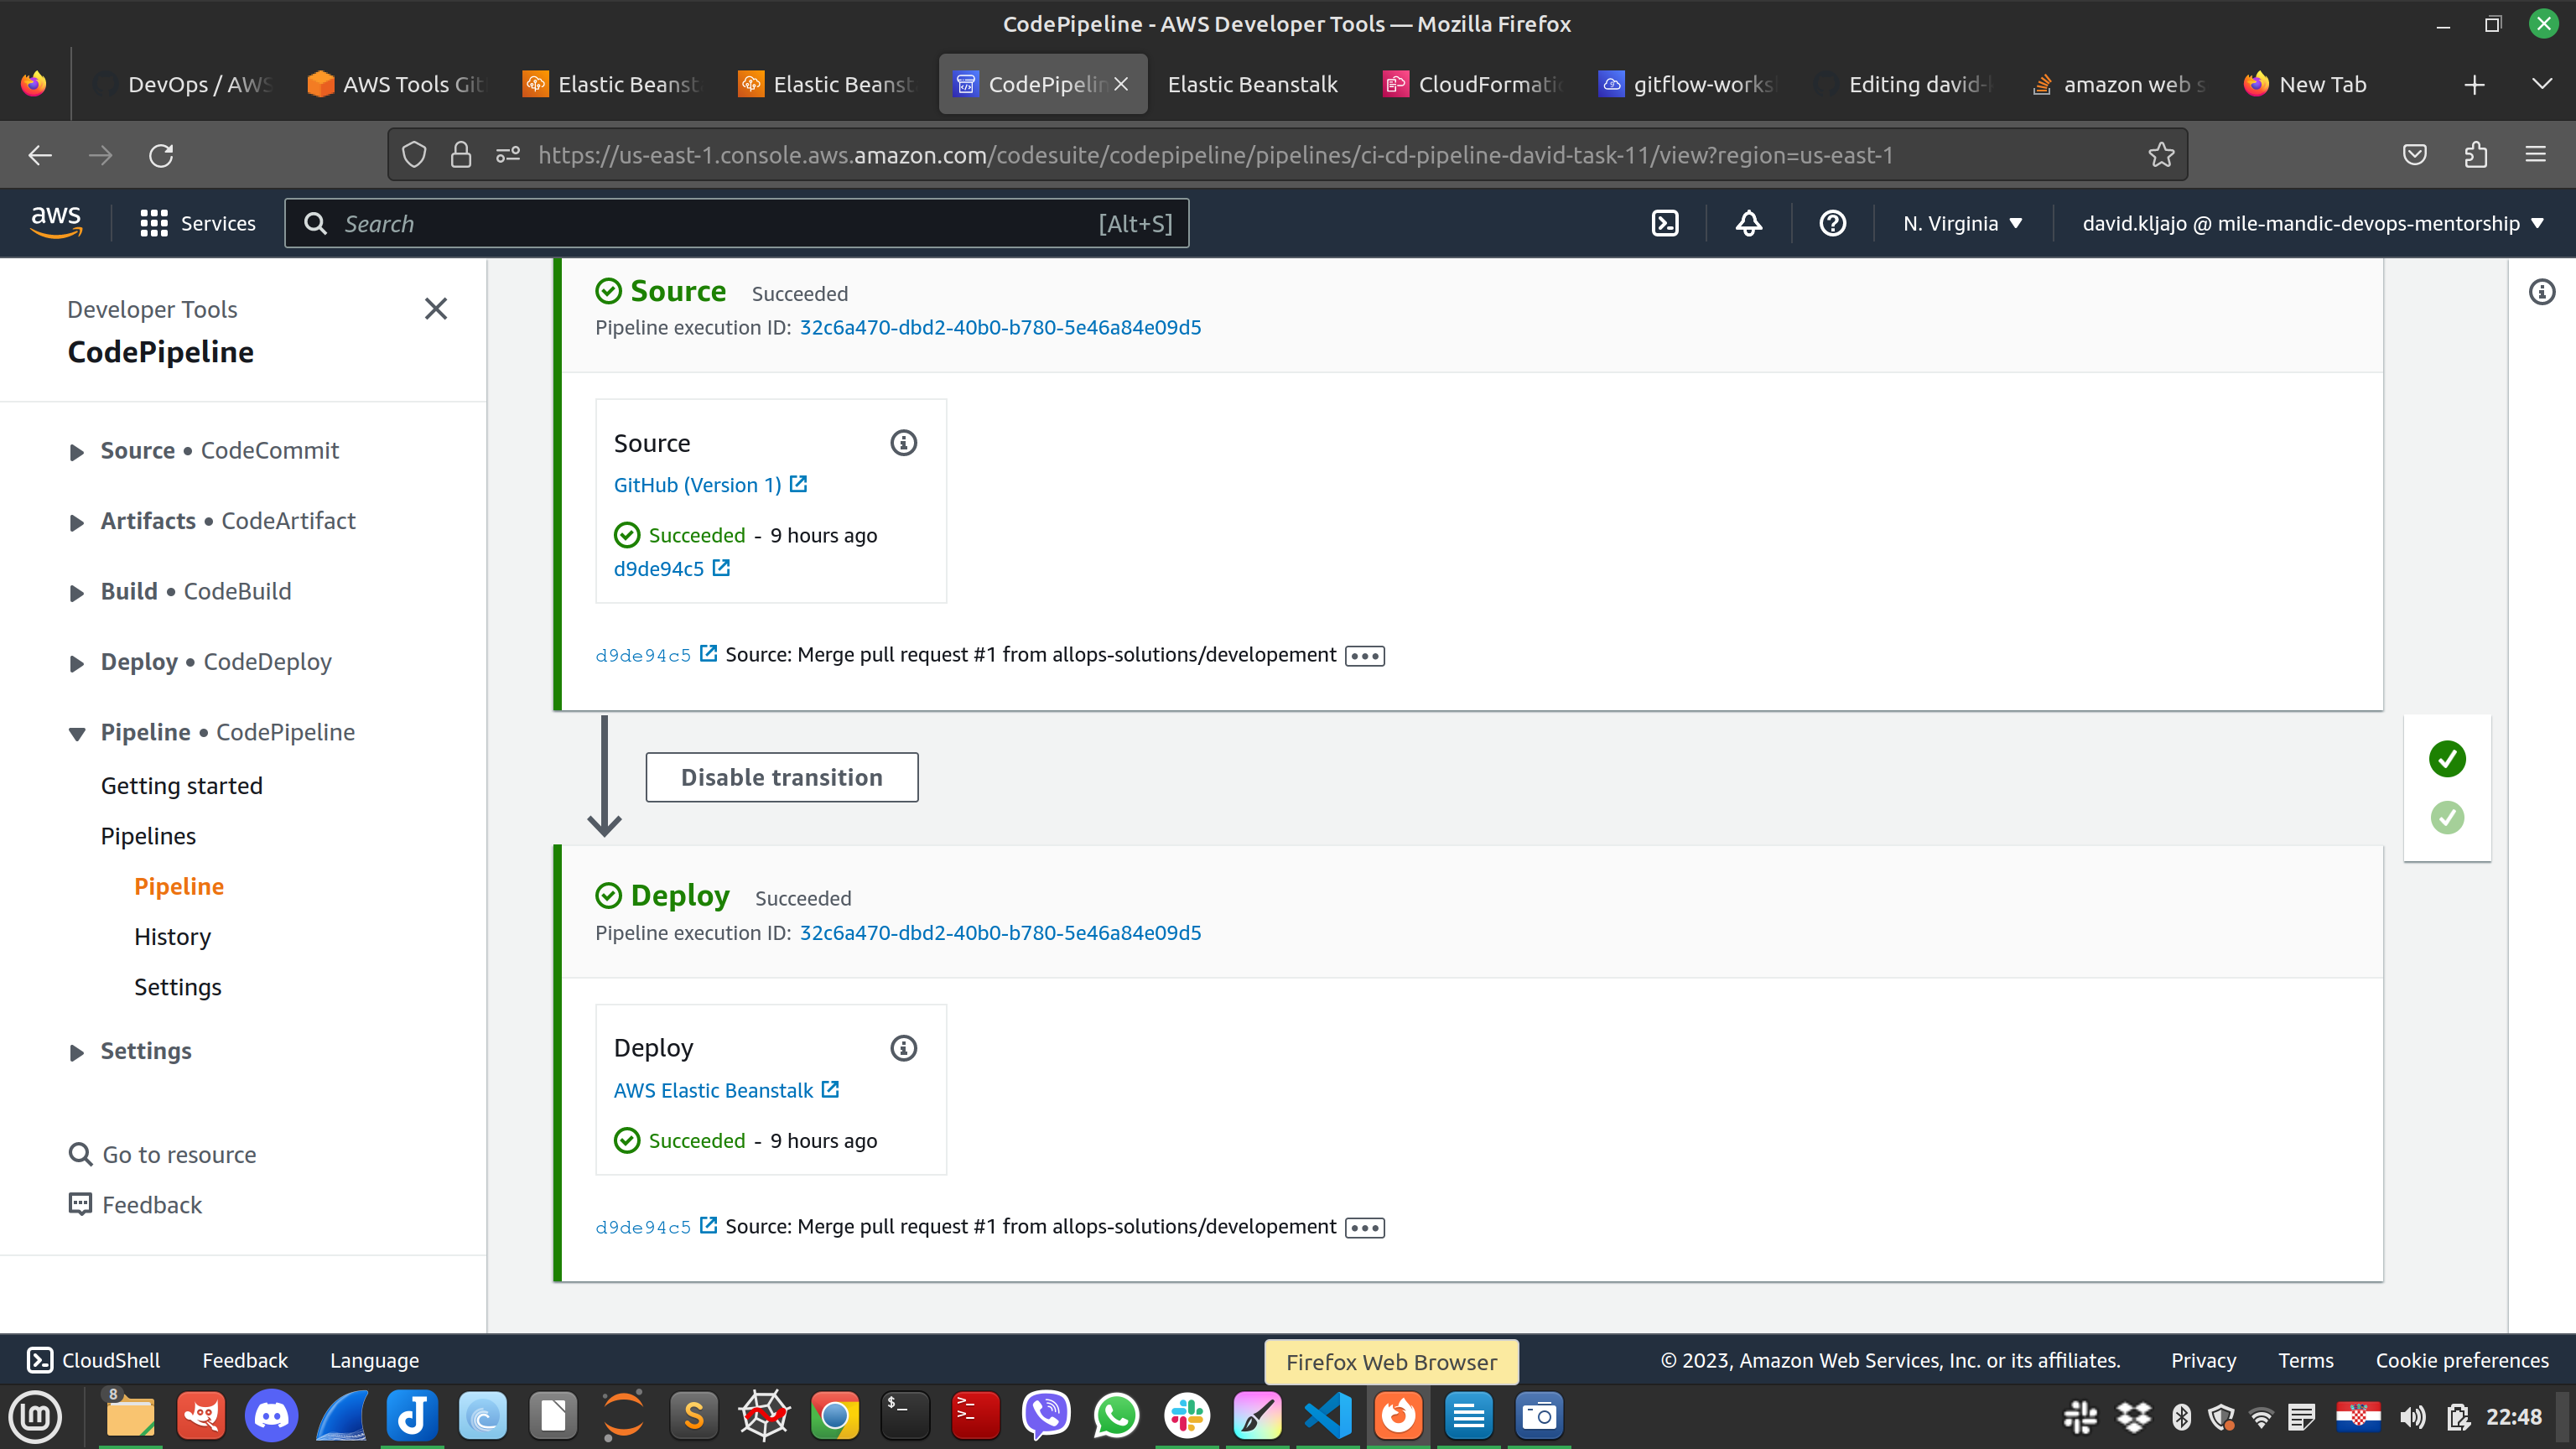 CodePipeline - AWS Developer Tools — Mozilla Firefox
DevOps / AWS
AWS Tools Git
Elastic Beanst
Elastic Beanst
CodePipelin
Elastic Beanstalk
CloudFormatic
gitflow-works
Editing david-k
amazon web s
New Tab
https://us-east-1.console.aws.amazon.com/codesuite/codepipeline/pipelines/ci-cd-pipeline-david-task-11/view?region=us-east-1
aws
Services
Search
[Alt+S]
N. Virginia
david.kljajo @ mile-mandic-devops-mentorship
Developer Tools
CodePipeline
Source • CodeCommit
Artifacts • CodeArtifact
Build • CodeBuild
Deploy • CodeDeploy
Pipeline • CodePipeline
Getting started
Pipelines
Pipeline
History
Settings
Settings
Go to resource
Feedback
Source Succeeded
Pipeline execution ID: 32c6a470-dbd2-40b0-b780-5e46a84e09d5
Source
GitHub (Version 1)
Succeeded - 9 hours ago
d9de94c5
d9de94c5 Source: Merge pull request #1 from allops-solutions/developement
Disable transition
Deploy Succeeded
Pipeline execution ID: 32c6a470-dbd2-40b0-b780-5e46a84e09d5
Deploy
AWS Elastic Beanstalk
Succeeded - 9 hours ago
d9de94c5 Source: Merge pull request #1 from allops-solutions/developement
CloudShell
Feedback
Language
Firefox Web Browser
© 2023, Amazon Web Services, Inc. or its affiliates.
Privacy
Terms
Cookie preferences
8
22:48